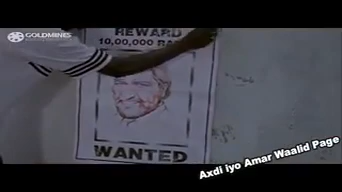 GOLDMINES
REWARD
10,00,000
WANTED
Axdi iyo Amar Waalid Page